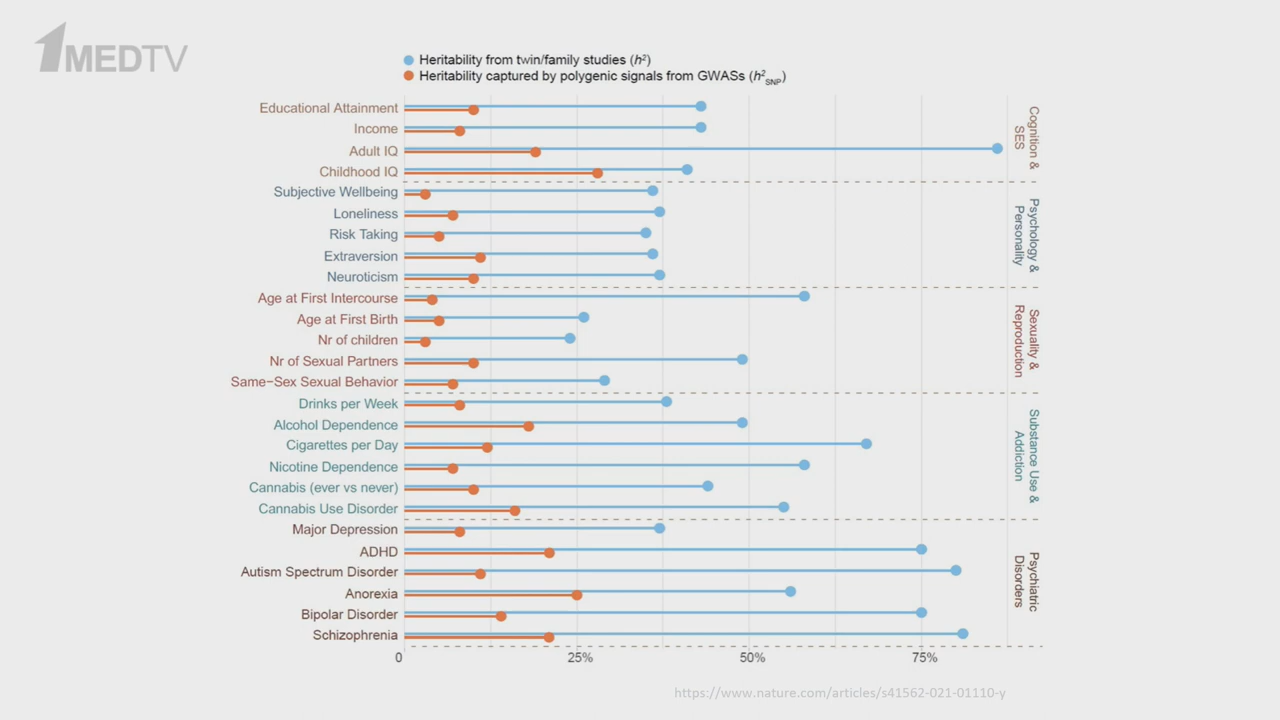 1MEDTV
Heritability from twin/family studies (h²)
Heritability captured by polygenic signals from GWASs (h²SNP)
Educational Attainment
Income
Adult IQ
Childhood IQ
Cognition &
SES
Subjective Wellbeing
Loneliness
Risk Taking
Extraversion
Neuroticism
Psychology &
Personality
Age at First Intercourse
Age at First Birth
Nr of children
Nr of Sexual Partners
Same−Sex Sexual Behavior
Sexuality &
Reproduction
Drinks per Week
Alcohol Dependence
Cigarettes per Day
Nicotine Dependence
Cannabis (ever vs never)
Cannabis Use Disorder
Substance Use &
Addiction
Major Depression
ADHD
Autism Spectrum Disorder
Anorexia
Bipolar Disorder
Schizophrenia
Psychiatric
Disorders
0 25% 50% 75%
https://www.nature.com/articles/s41562-021-01110-y